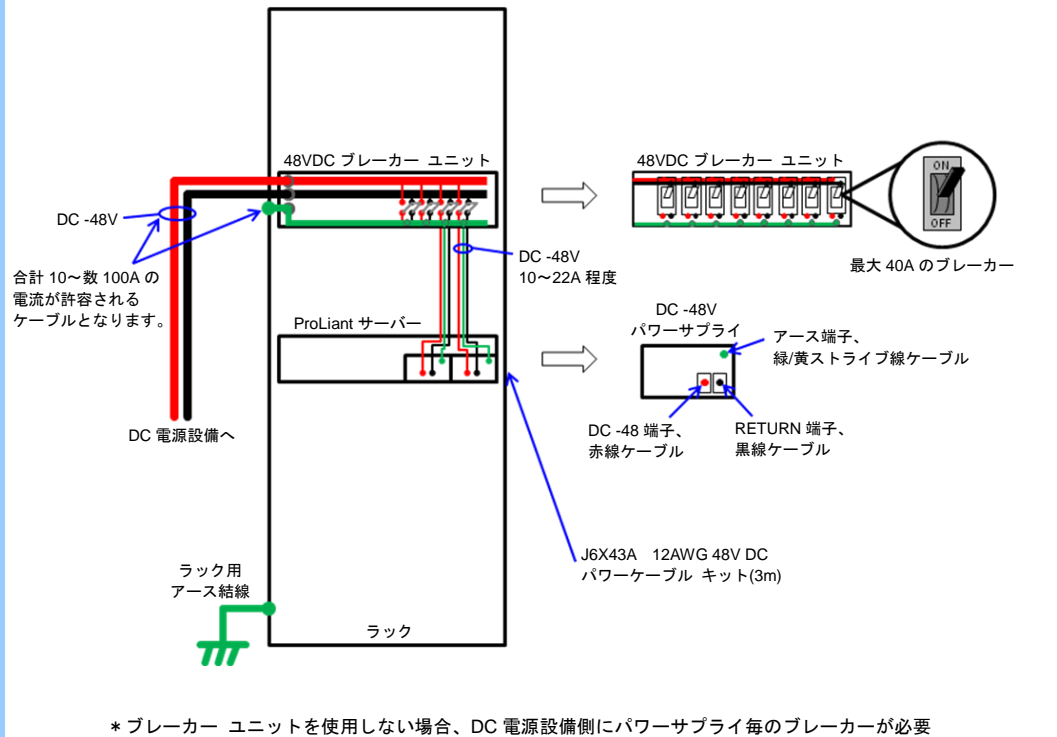 48VDC ブレーカー ユニット
48VDC ブレーカー ユニット
ON
OFF
DC -48V
DC -48V
10～22A 程度
最大 40A のブレーカー
合計 10～数 100A の
電流が許容される
ケーブルとなります。
ProLiant サーバー
DC -48V
パワーサプライ
アース端子、
緑/黄ストライプ線ケーブル
DC 電源設備へ
DC -48 端子、
赤線ケーブル
RETURN 端子、
黒線ケーブル
J6X43A 12AWG 48V DC
パワーケーブル キット(3m)
ラック用
アース結線
ラック
＊ブレーカー ユニットを使用しない場合、DC 電源設備側にパワーサプライ毎のブレーカーが必要